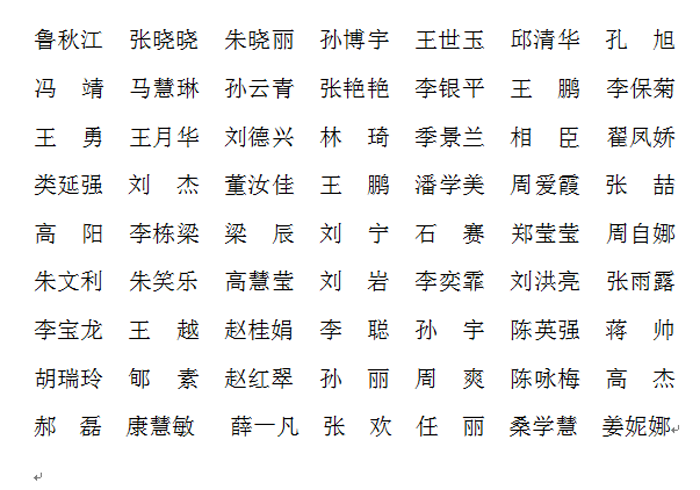 鲁秋江 张晓晓 朱晓丽 孙博宇 王世玉 邱清华 孔 旭
冯 靖 马慧琳 孙云青 张艳艳 李银平 王 鹏 李保菊
王 勇 王月华 刘德兴 林 琦 季景兰 相 臣 翟凤娇
类延强 刘 杰 董汝佳 王 鹏 潘学美 周爱霞 张 喆
高 阳 李栋梁 梁 辰 刘 宁 石 赛 郑莹莹 周自娜
朱文利 朱笑乐 高慧莹 刘 岩 李奕霏 刘洪亮 张雨露
李宝龙 王 越 赵桂娟 李 聪 孙 宇 陈英强 蒋 帅
胡瑞玲 郇 素 赵红翠 孙 丽 周 爽 陈咏梅 高 杰
郝 磊 康慧敏 薛一凡 张 欢 任 丽 桑学慧 姜妮娜